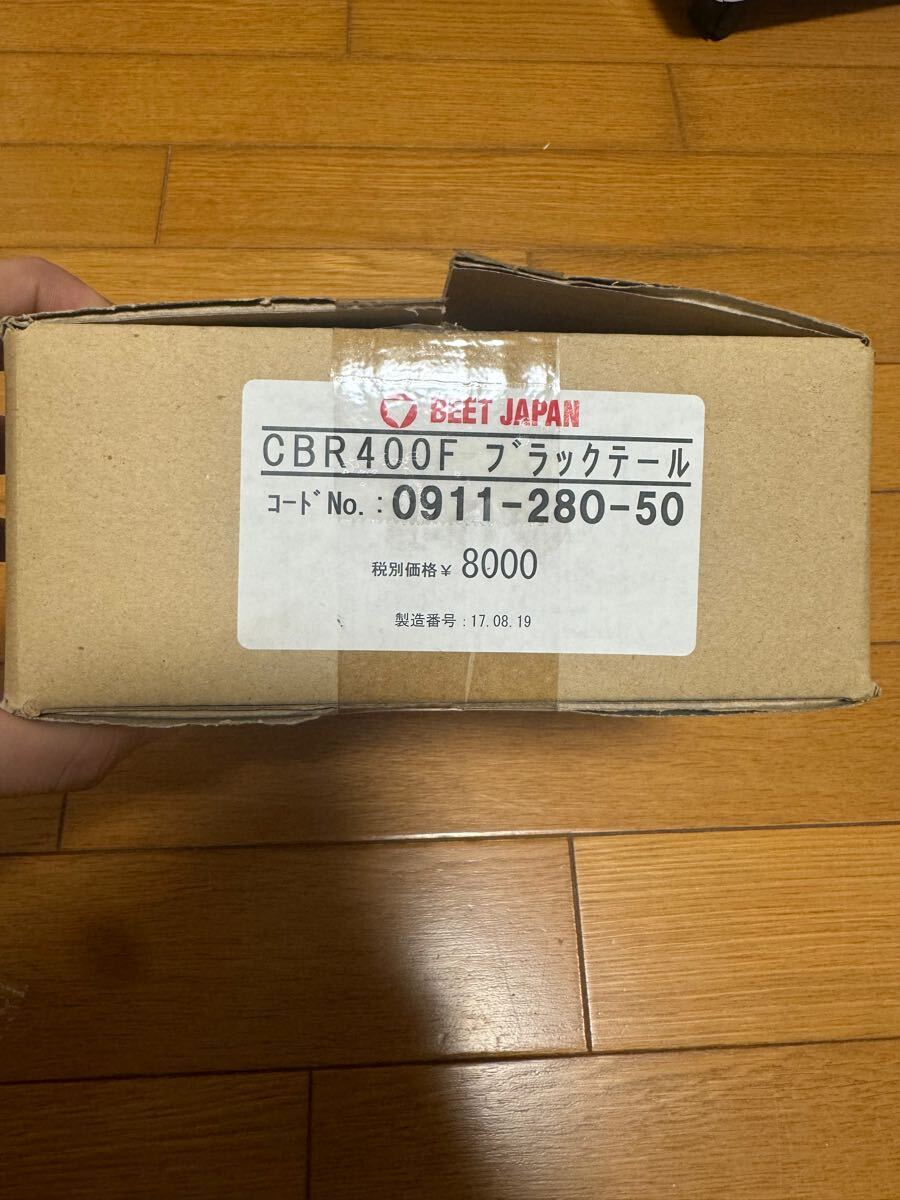 BEET JAPAN
CBR400F ブラックテール
コードNo.:0911-280-50
税別価格¥ 8000
製造番号:17.08.19